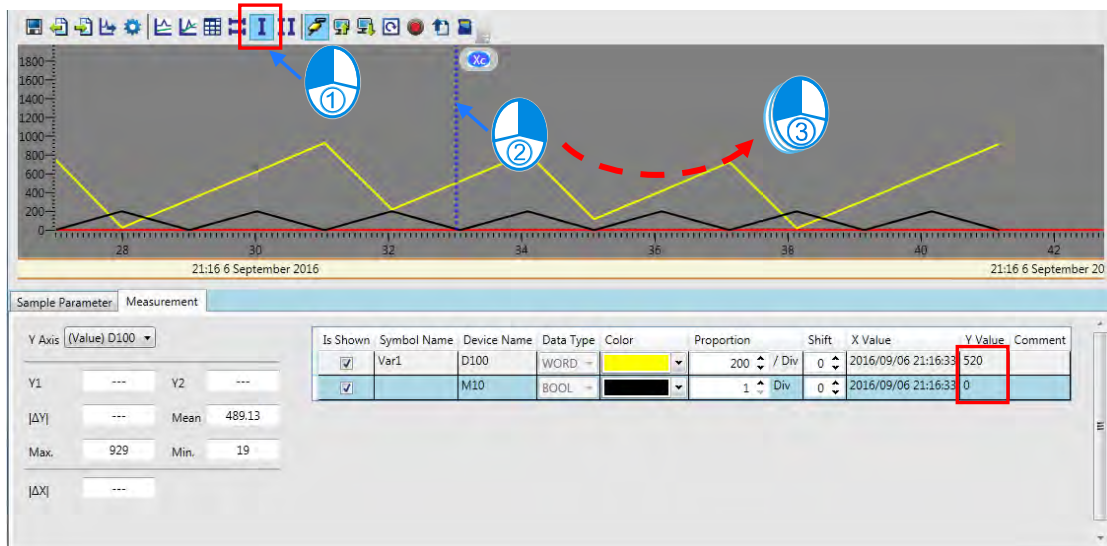 ①
Xc
②
③
1800
1600
1400
1200
1000
800
600
400
200
0
28 30 32 34 36 38 40 42
21:16 6 September 2016 21:16 6 September 20
Sample Parameter Measurement
Y Axis (Value) D100
Y1 --- Y2 ---
|ΔY| --- Mean 489.13
Max. 929 Min. 19
|ΔX| ---
Is Shown Symbol Name Device Name Data Type Color Proportion Shift X Value Y Value Comment
Var1 D100 WORD 200 / Div 0 2016/09/06 21:16:33 520
M10 BOOL 1 Div 0 2016/09/06 21:16:33 0